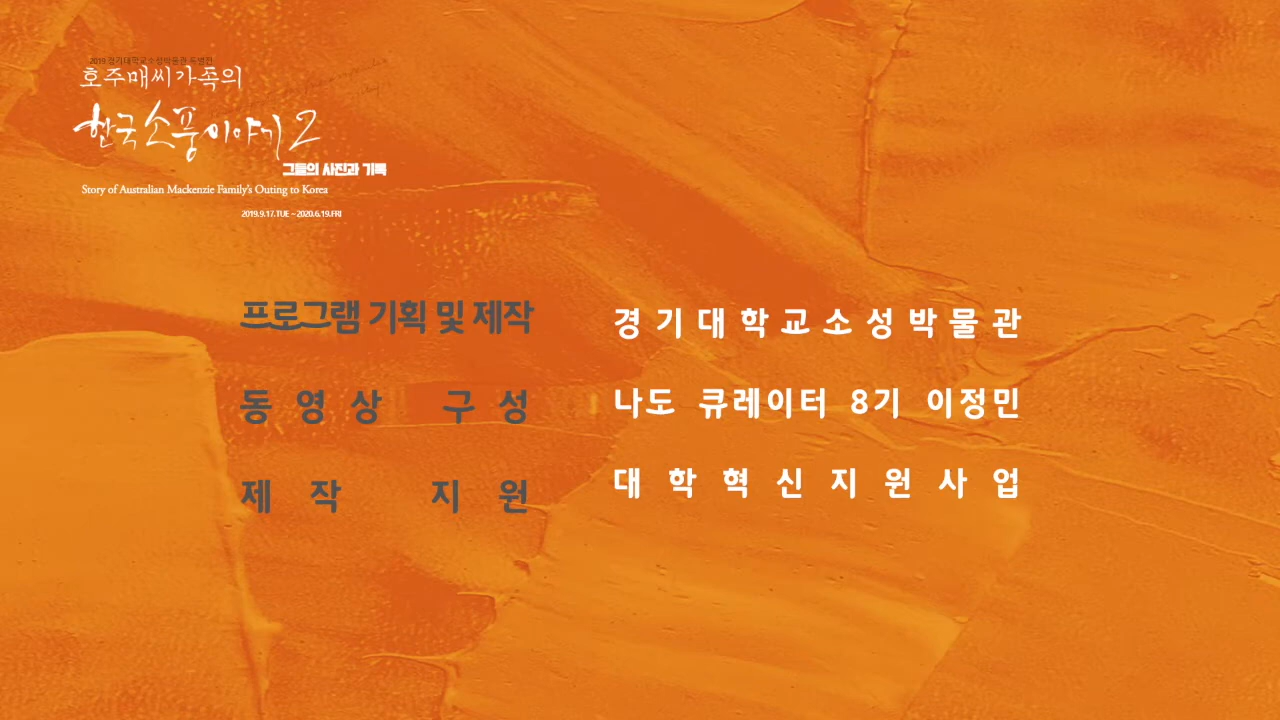 2019 경기대학교소성박물관 특별전
호주매씨가족의
한국소풍이야기 2
그들의 사진과 기록
Story of Australian Mackenzie Family's Outing to Korea
2019.9.17.TUE – 2020.6.19.FRI
프로그램 기획 및 제작 경기대학교소성박물관
동영상 구성 나도 큐레이터 8기 이정민
제작 지원 대학혁신지원사업